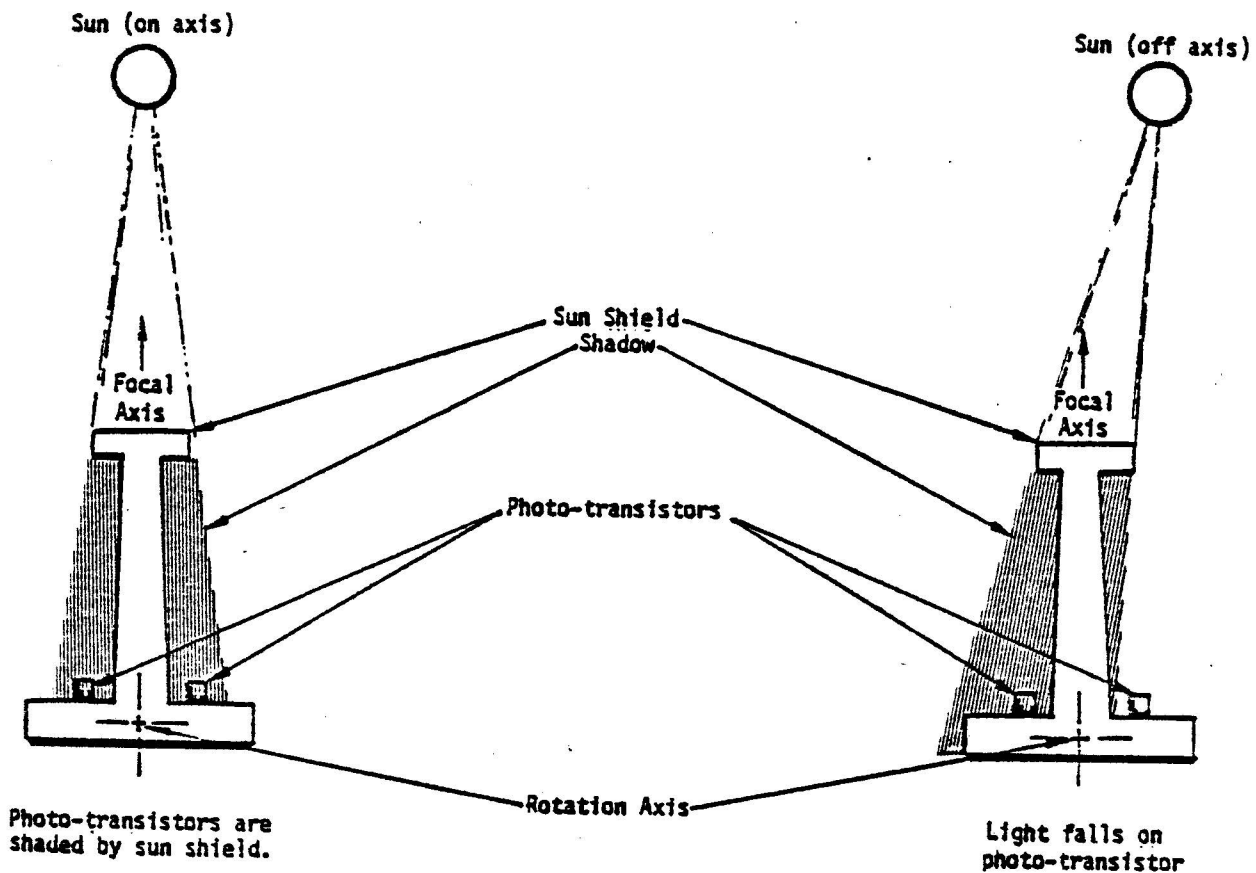 Sun (on axis)
Sun (off axis)
Sun Shield
Shadow
Focal
Axis
Focal
Axis
Photo-transistors
Rotation Axis
Photo-transistors are
shaded by sun shield.
Light falls on
photo-transistor